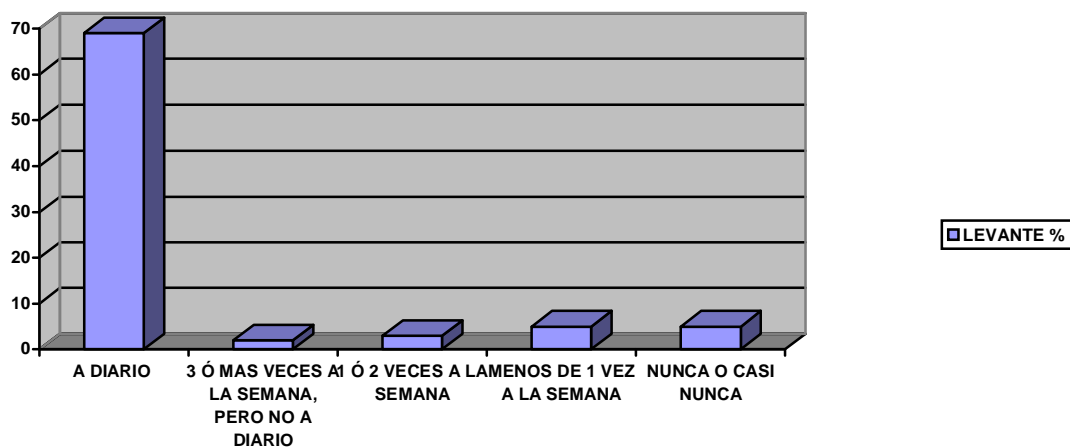 70
60
50
40
30
20
10
0
A DIARIO
3 Ó MAS VECES A
LA SEMANA,
PERO NO A
DIARIO
1 Ó 2 VECES A LA
SEMANA
MENOS DE 1 VEZ
A LA SEMANA
NUNCA O CASI
NUNCA
LEVANTE %